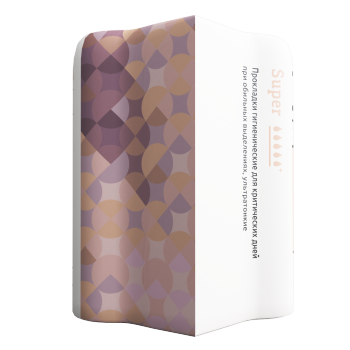 Super
Прокладки гигиенические для критических дней
при обильных выделениях, ультратонкие